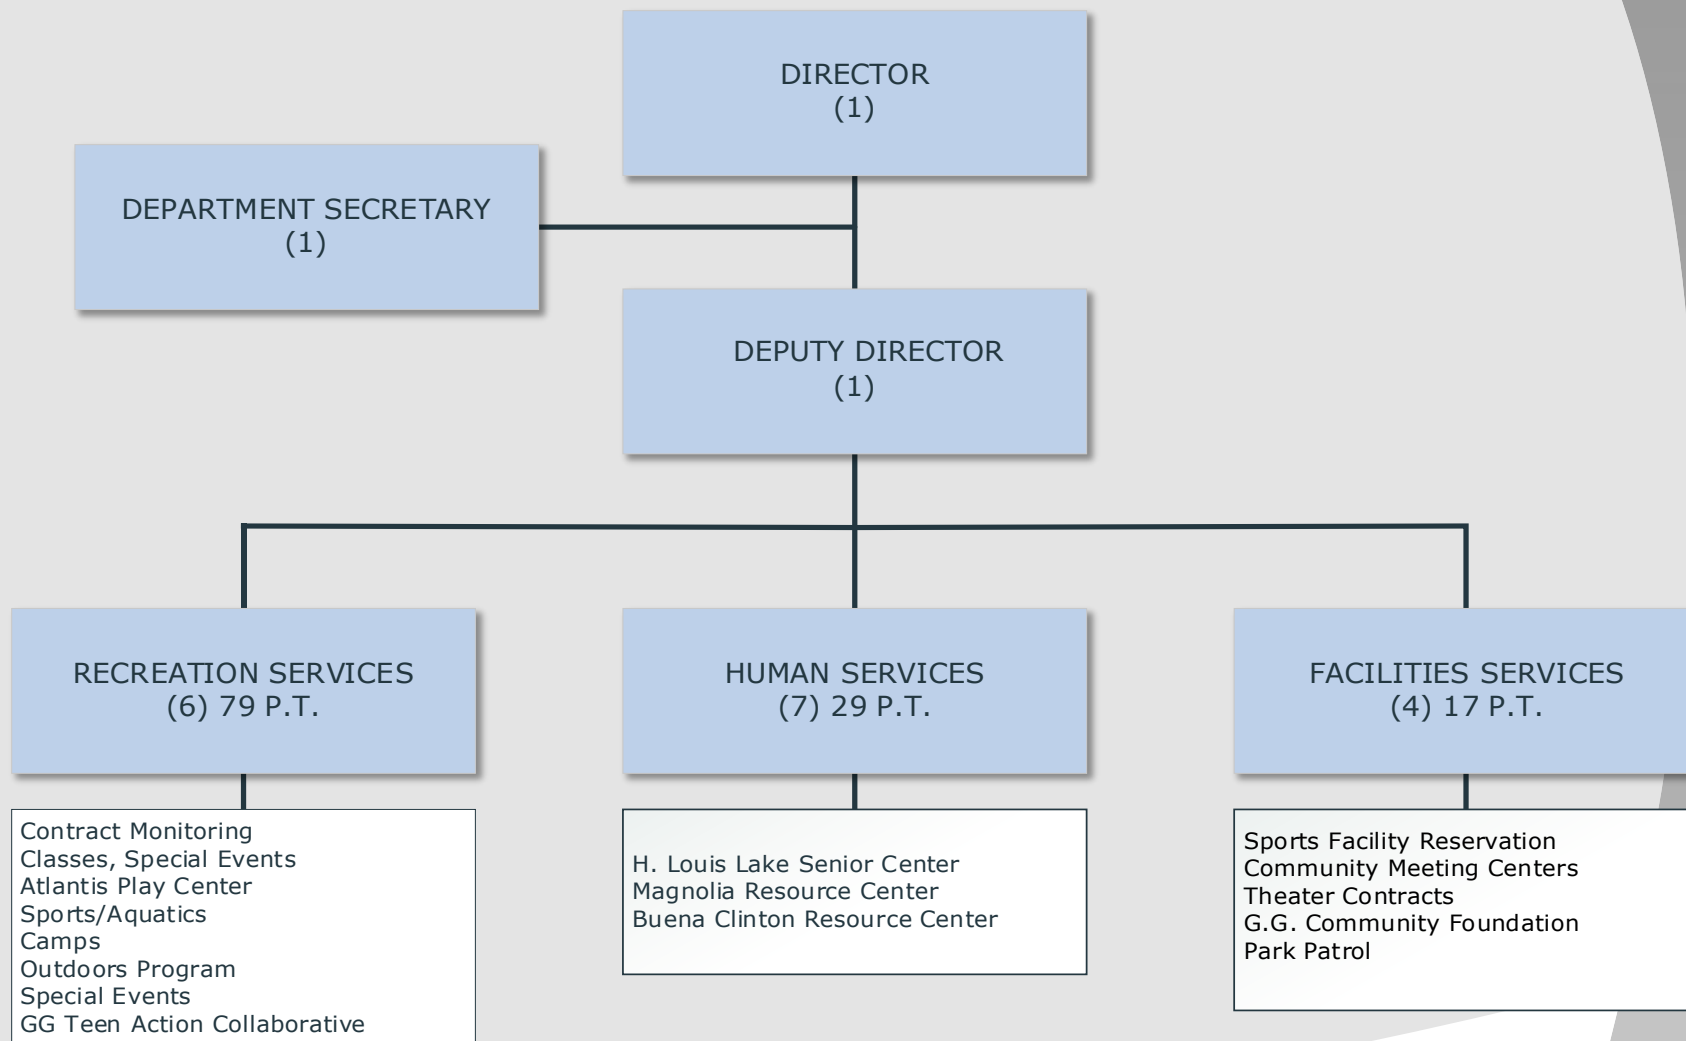 DIRECTOR
(1)
DEPARTMENT SECRETARY
(1)
DEPUTY DIRECTOR
(1)
RECREATION SERVICES
(6) 79 P.T.
HUMAN SERVICES
(7) 29 P.T.
FACILITIES SERVICES
(4) 17 P.T.
Contract Monitoring
Classes, Special Events
Atlantis Play Center
Sports/Aquatics
Camps
Outdoors Program
Special Events
GG Teen Action Collaborative
H. Louis Lake Senior Center
Magnolia Resource Center
Buena Clinton Resource Center
Sports Facility Reservation
Community Meeting Centers
Theater Contracts
G.G. Community Foundation
Park Patrol